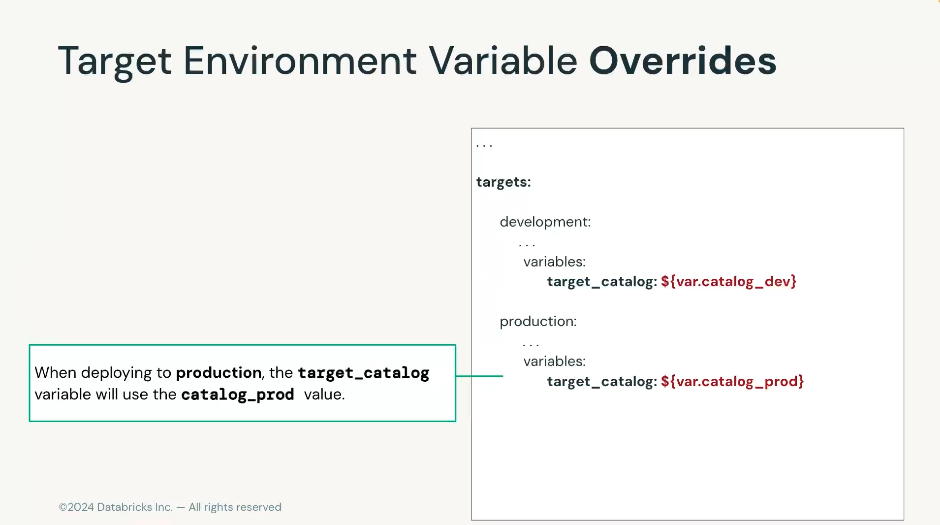 Target Environment Variable Overrides
...
targets:
development:
...
variables:
target_catalog: ${var.catalog_dev}
production:
...
variables:
target_catalog: ${var.catalog_prod}
When deploying to production, the target_catalog
variable will use the catalog_prod value.
©2024 Databricks Inc. — All rights reserved